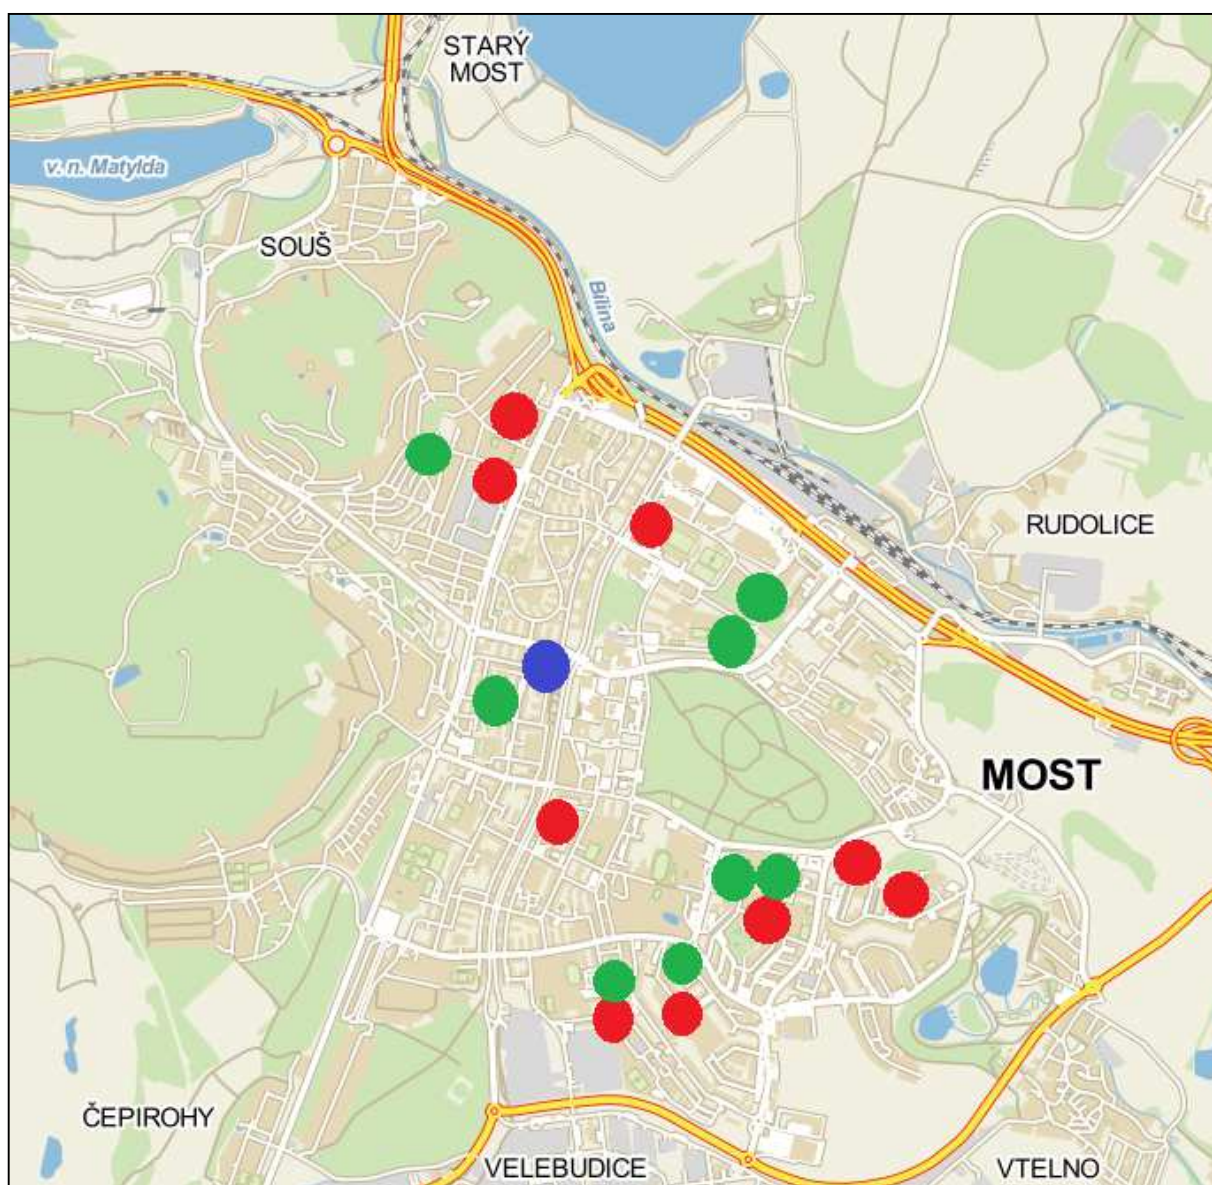 STARÝ
MOST
v. n. Matylda
SOUŠ
Bílina
RUDOLICE
MOST
ČEPIROHY
VELEBUDICE
VTELNO